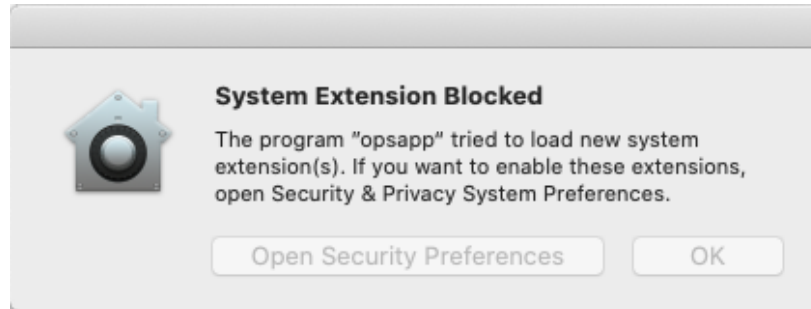 System Extension Blocked
The program "opsapp" tried to load new system
extension(s). If you want to enable these extensions,
open Security & Privacy System Preferences.
Open Security Preferences
OK